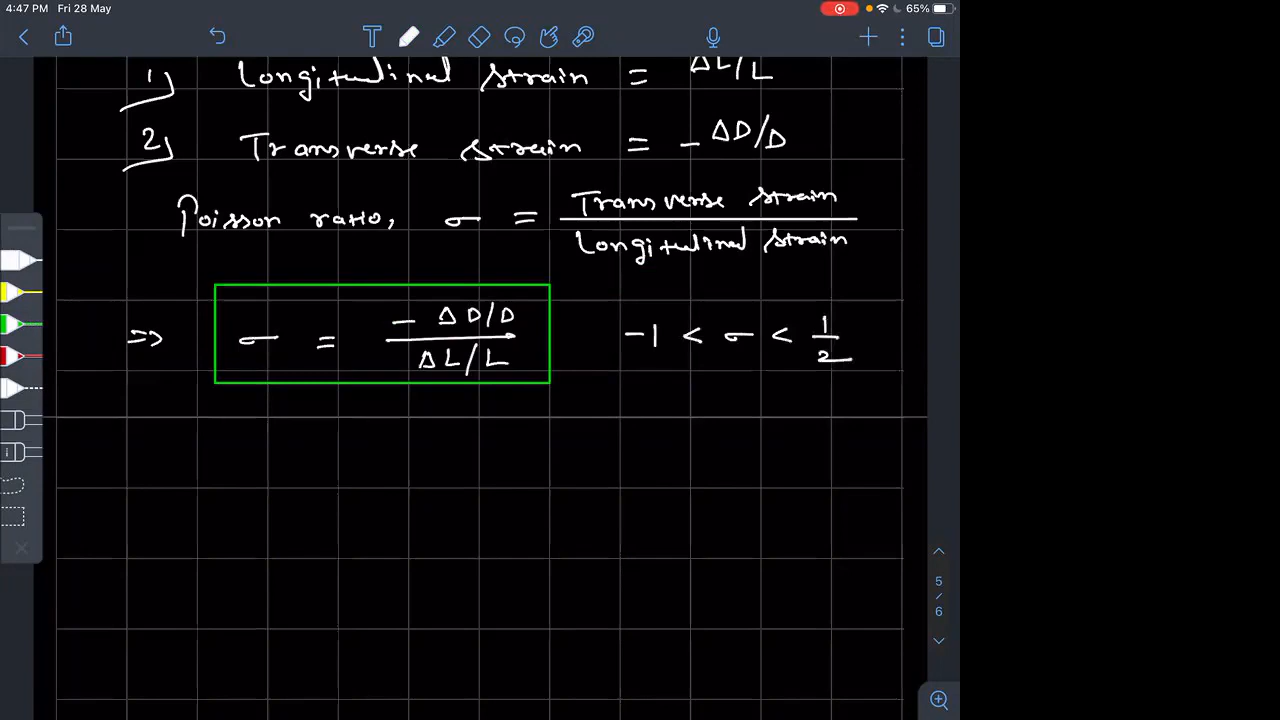 4:47 PM Fri 28 May 65%
1) Longitudinal strain = ΔL/L
2) Transverse strain = - ΔD/D
Poisson ratio, σ = Transverse strain / Longitudinal strain
=> σ = - ΔD/D / ΔL/L -1 < σ < 1/2
5 / 6